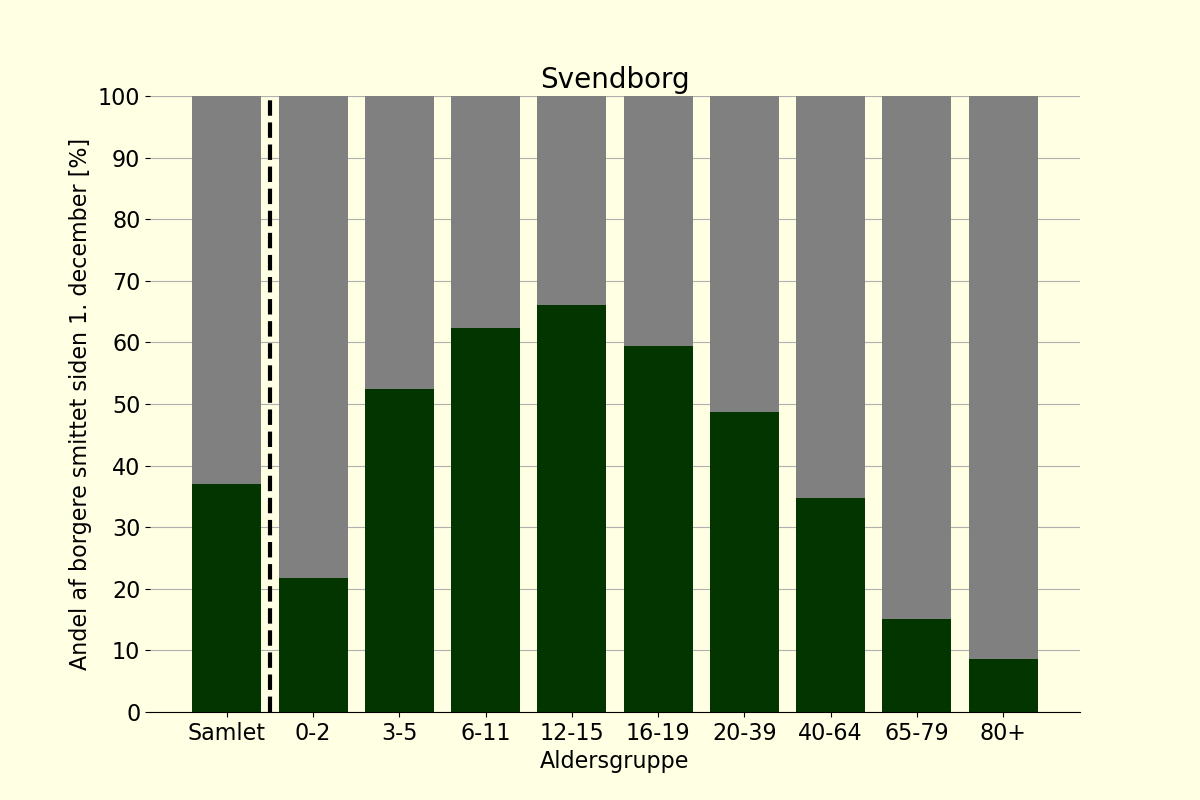 Svendborg
Andel af borgere smittet siden 1. december [%]
100
90
80
70
60
50
40
30
20
10
0
Samlet 0-2 3-5 6-11 12-15 16-19 20-39 40-64 65-79 80+
Aldersgruppe